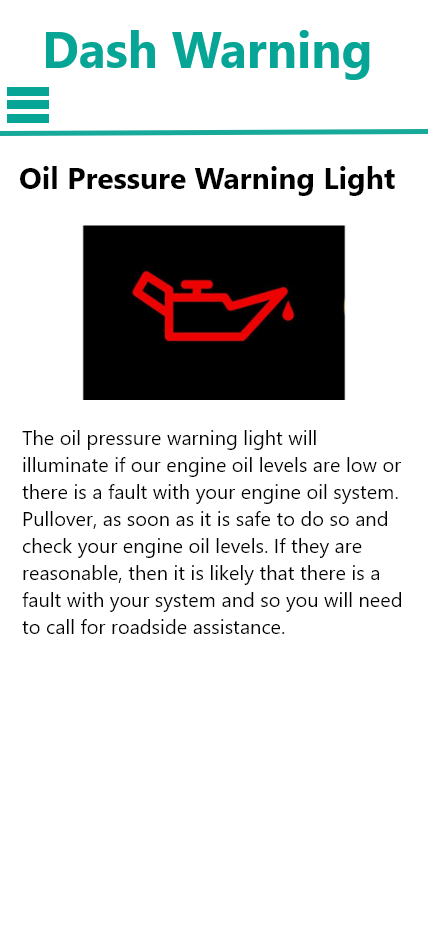 Dash Warning
Oil Pressure Warning Light
The oil pressure warning light will
illuminate if our engine oil levels are low or
there is a fault with your engine oil system.
Pullover, as soon as it is safe to do so and
check your engine oil levels. If they are
reasonable, then it is likely that there is a
fault with your system and so you will need
to call for roadside assistance.